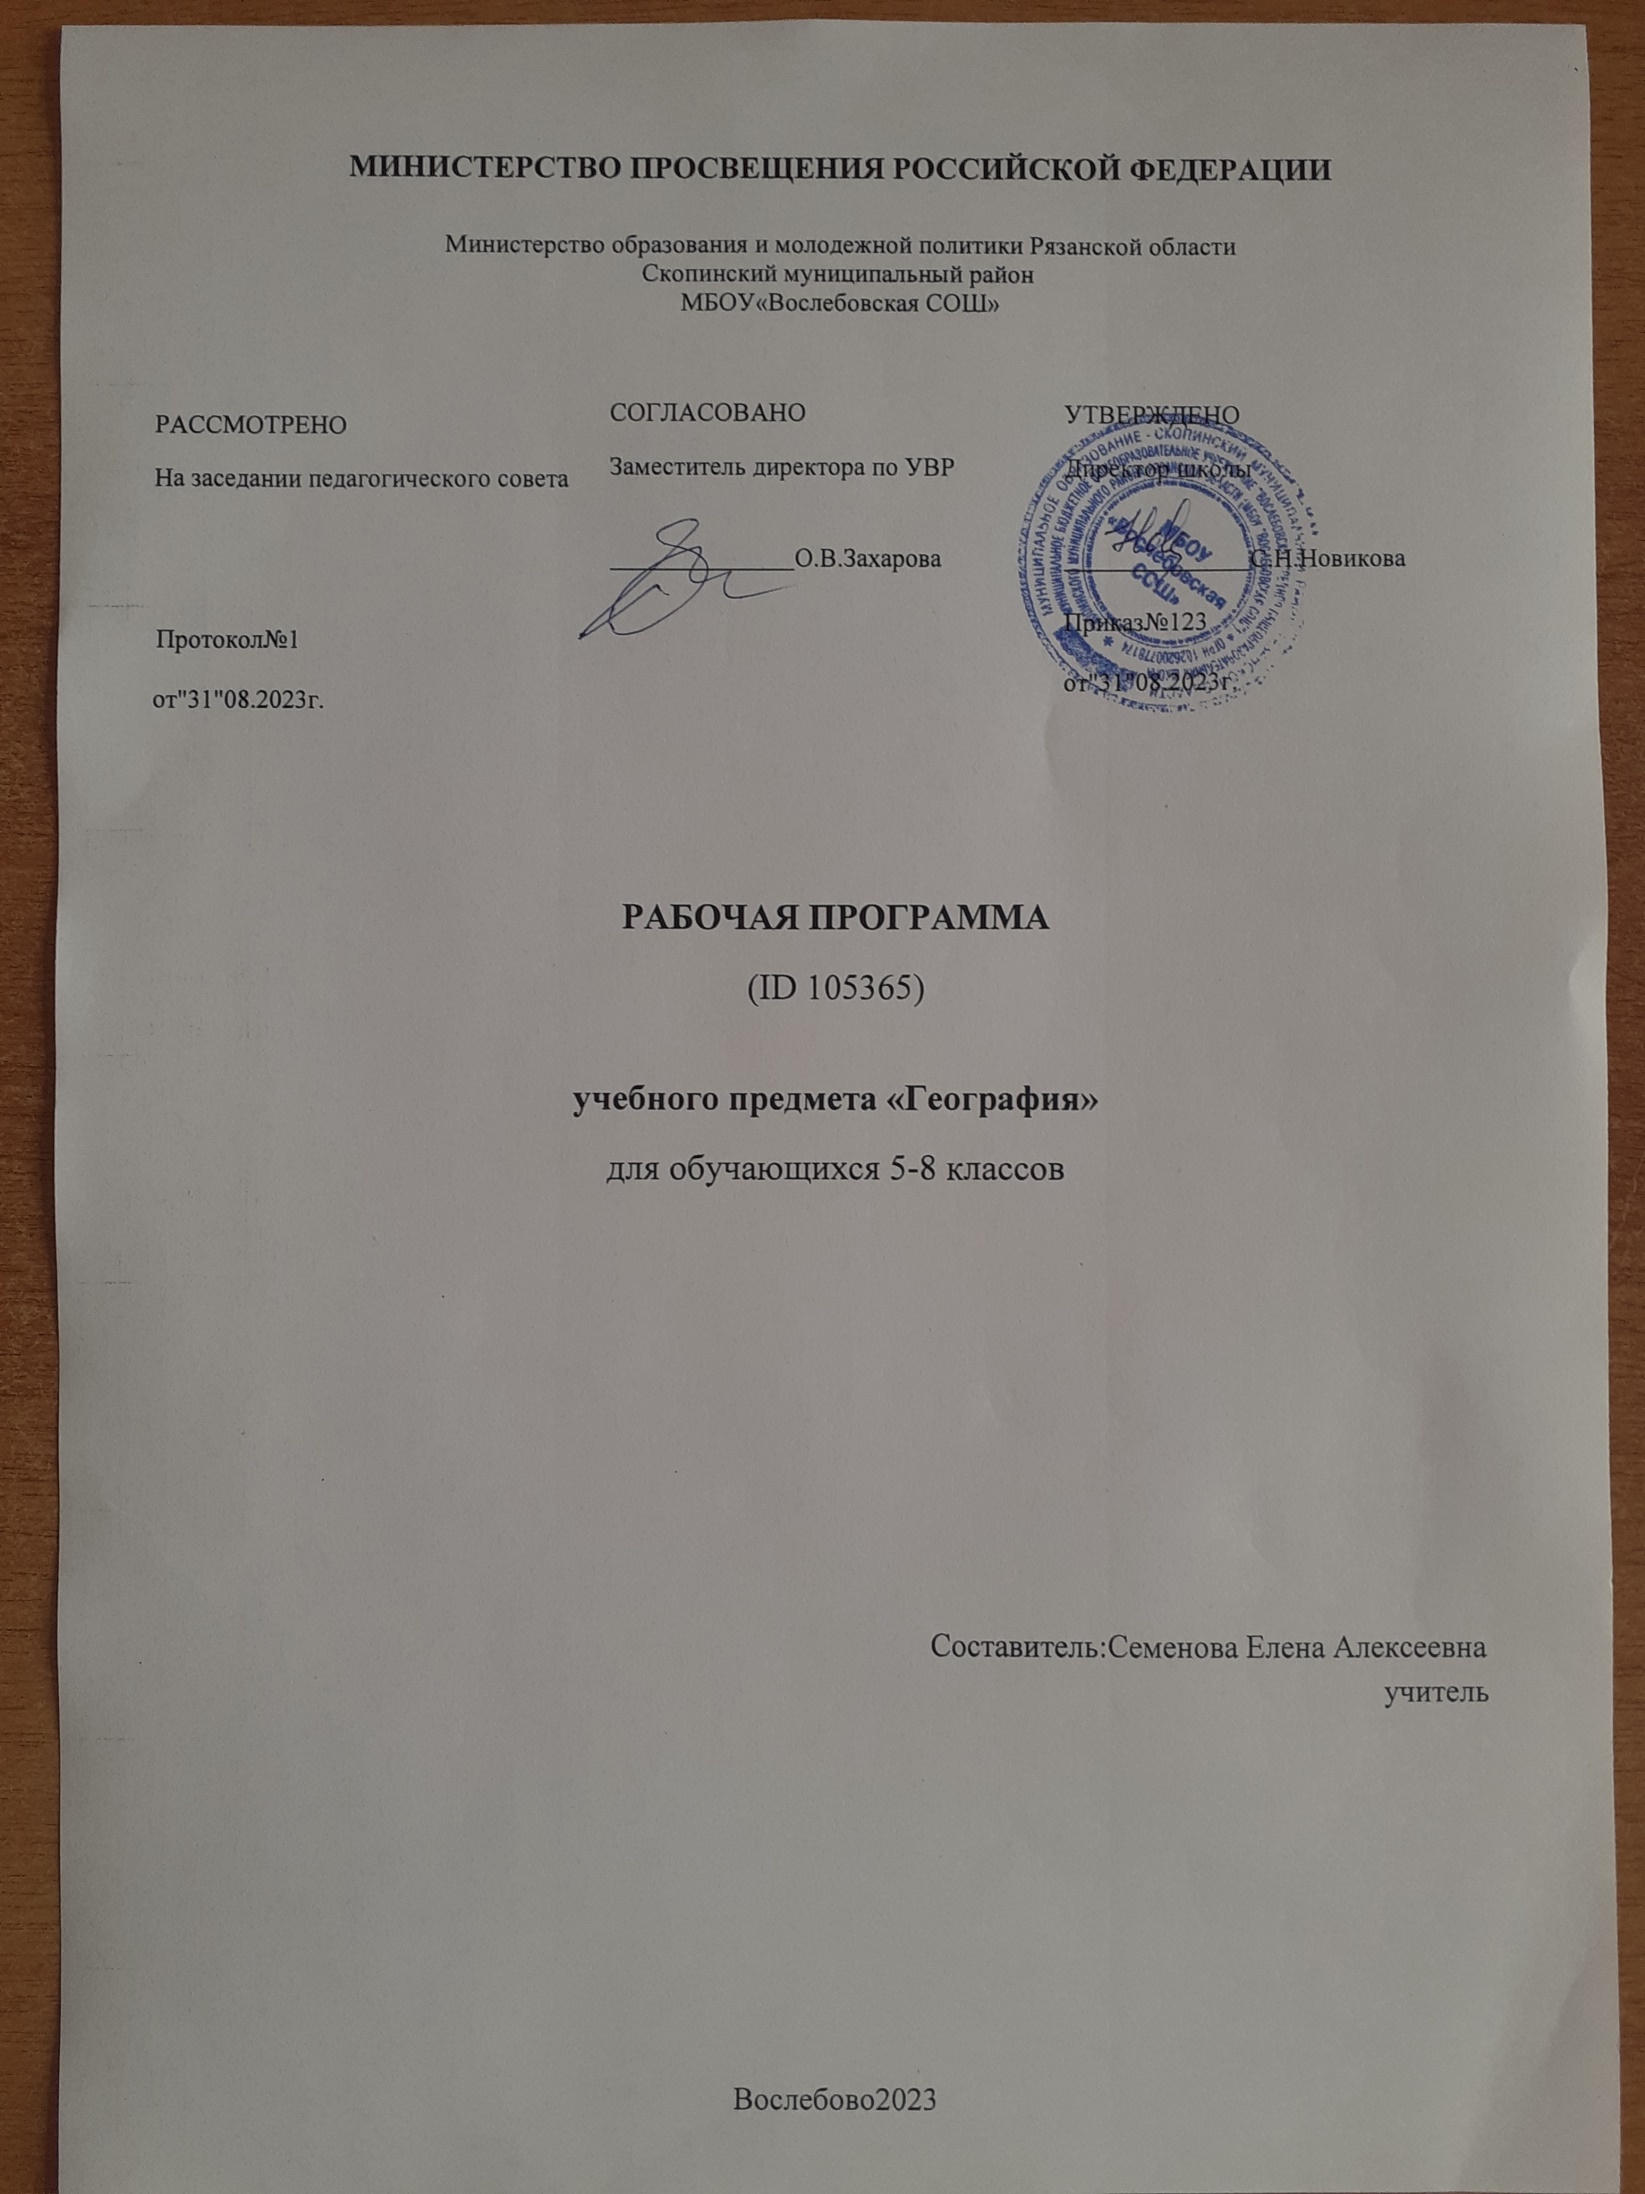 МИНИСТЕРСТВО ПРОСВЕЩЕНИЯ РОССИЙСКОЙ ФЕДЕРАЦИИ
Министерство образования и молодежной политики Рязанской области
Скопинский муниципальный район
МБОУ«Вослебовская СОШ»
РАССМОТРЕНО
На заседании педагогического совета
Протокол№1
от"31"08.2023г.
СОГЛАСОВАНО
Заместитель директора по УВР
О.В.Захарова
УТВЕРЖДЕНО
Директор школы
С.Н.Новикова
Приказ№123
от"31"08.2023г.
МБОУ
«Вослебовская
СОШ»
РАБОЧАЯ ПРОГРАММА
(ID 105365)
учебного предмета «География»
для обучающихся 5-8 классов
Составитель:Семенова Елена Алексеевна
учитель
Вослебово2023